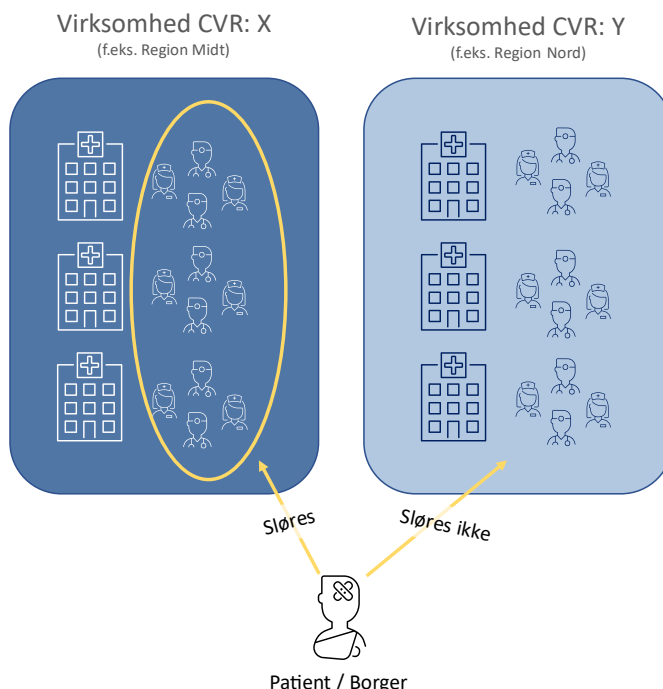 Virksomhed CVR: X
(f.eks. Region Midt)
Virksomhed CVR: Y
(f.eks. Region Nord)
Sløres
Sløres ikke
Patient / Borger